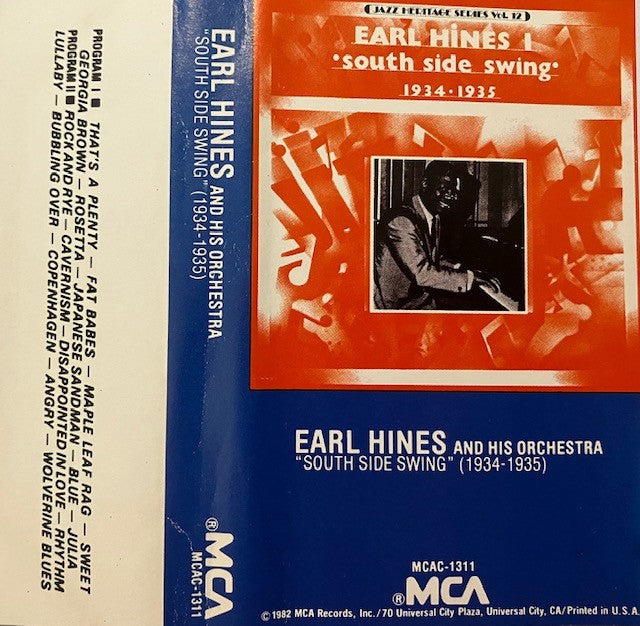 JAZZ HERITAGE SERIES Vol. 12
EARL HINES I
•south side swing•
1934•1935
EARL HINES AND HIS ORCHESTRA
"SOUTH SIDE SWING" (1934-1935)
MCAC-1311
®MCA
©1982 MCA Records, Inc./70 Universal City Plaza, Universal City, CA/Printed in U.S.A.
EARL HINES AND HIS ORCHESTRA
"SOUTH SIDE SWING" (1934-1935)
®MCA
MCAC-1311
PROGRAM I ■ THAT'S A PLENTY – FAT BABES – MAPLE LEAF RAG – SWEET
GEORGIA BROWN – ROSETTA – JAPANESE SANDMAN – BLUE – JULIA
PROGRAM II ■ ROCK AND RYE – CAVERNISM – DISAPPOINTED IN LOVE – RHYTHM
LULLABY – BUBBLING OVER – COPENHAGEN – ANGRY – WOLVERINE BLUES